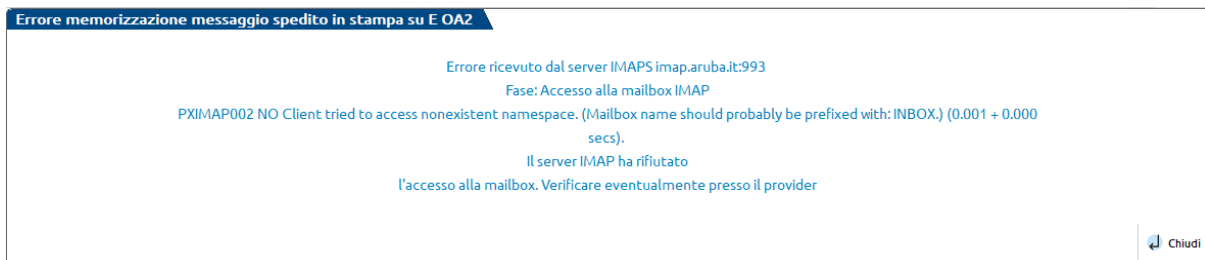 Errore memorizzazione messaggio spedito in stampa su E OA2
Errore ricevuto dal server IMAPS imap.aruba.it:993
Fase: Accesso alla mailbox IMAP
PXIMAP002 NO Client tried to access nonexistent namespace. (Mailbox name should probably be prefixed with: INBOX.) (0.001 + 0.000
secs).
Il server IMAP ha rifiutato
l'accesso alla mailbox. Verificare eventualmente presso il provider
Chiudi